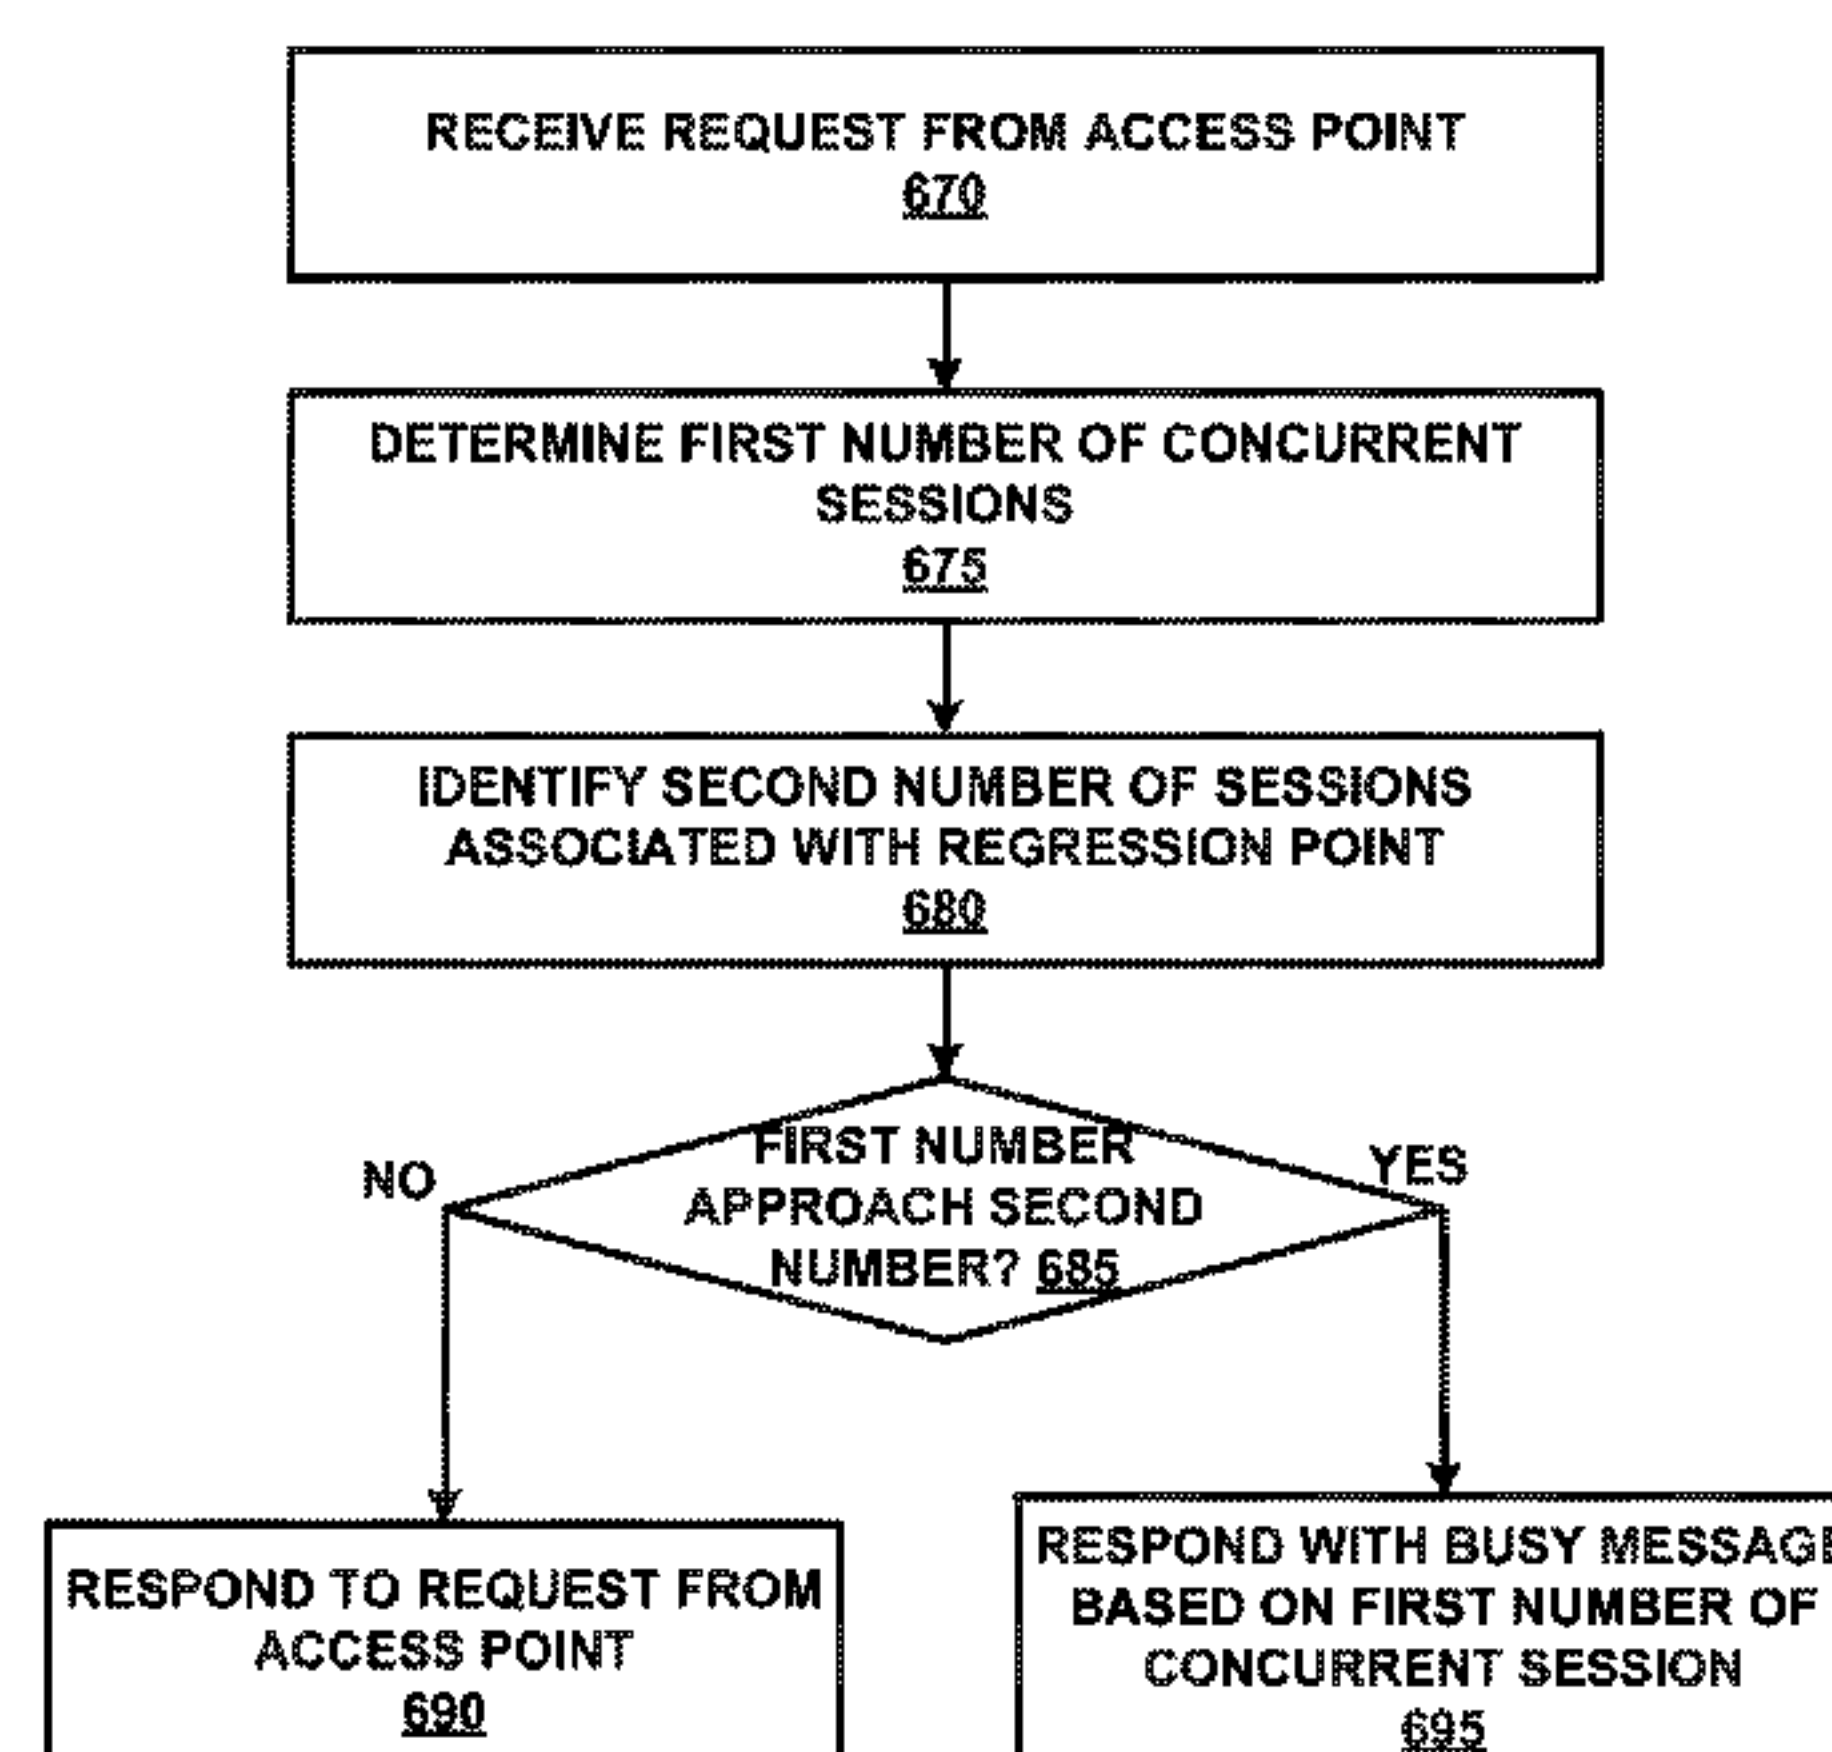 RECEIVE REQUEST FROM ACCESS POINT
670
DETERMINE FIRST NUMBER OF CONCURRENT
SESSIONS
675
IDENTIFY SECOND NUMBER OF SESSIONS
ASSOCIATED WITH REGRESSION POINT
680
FIRST NUMBER
APPROACH SECOND
NUMBER? 685
NO
YES
RESPOND TO REQUEST FROM
ACCESS POINT
690
RESPOND WITH BUSY MESSAGE
BASED ON FIRST NUMBER OF
CONCURRENT SESSION
695